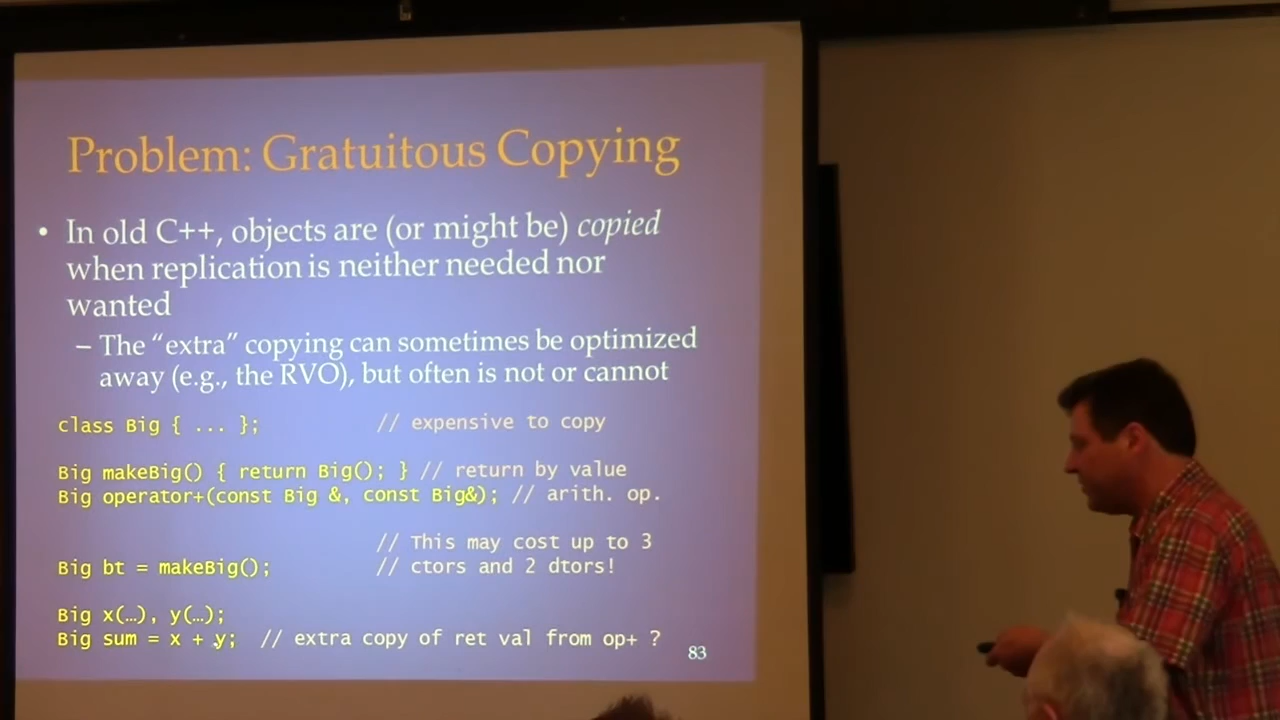 Problem: Gratuitous Copying
• In old C++, objects are (or might be) copied
when replication is neither needed nor
wanted
– The “extra” copying can sometimes be optimized
away (e.g., the RVO), but often is not or cannot
class Big { ... }; // expensive to copy
Big makeBig() { return Big(); } // return by value
Big operator+(const Big &, const Big&); // arith. op.
// This may cost up to 3
Big bt = makeBig(); // ctors and 2 dtors!
Big x(…), y(…);
Big sum = x + y; // extra copy of ret val from op+ ?
83